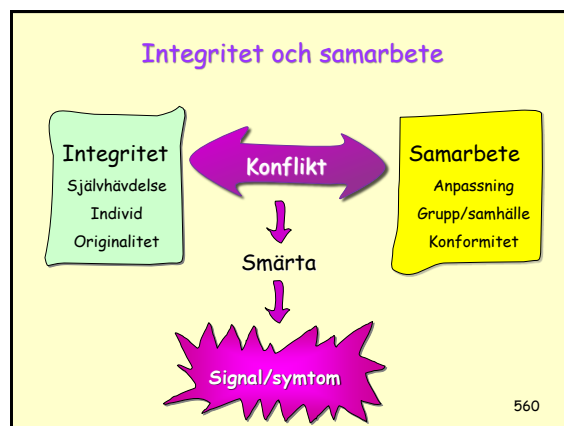 Integritet och samarbete
Integritet
Självhävdelse
Individ
Originalitet
Konflikt
Samarbete
Anpassning
Grupp/samhälle
Konformitet
Smärta
Signal/symtom
560